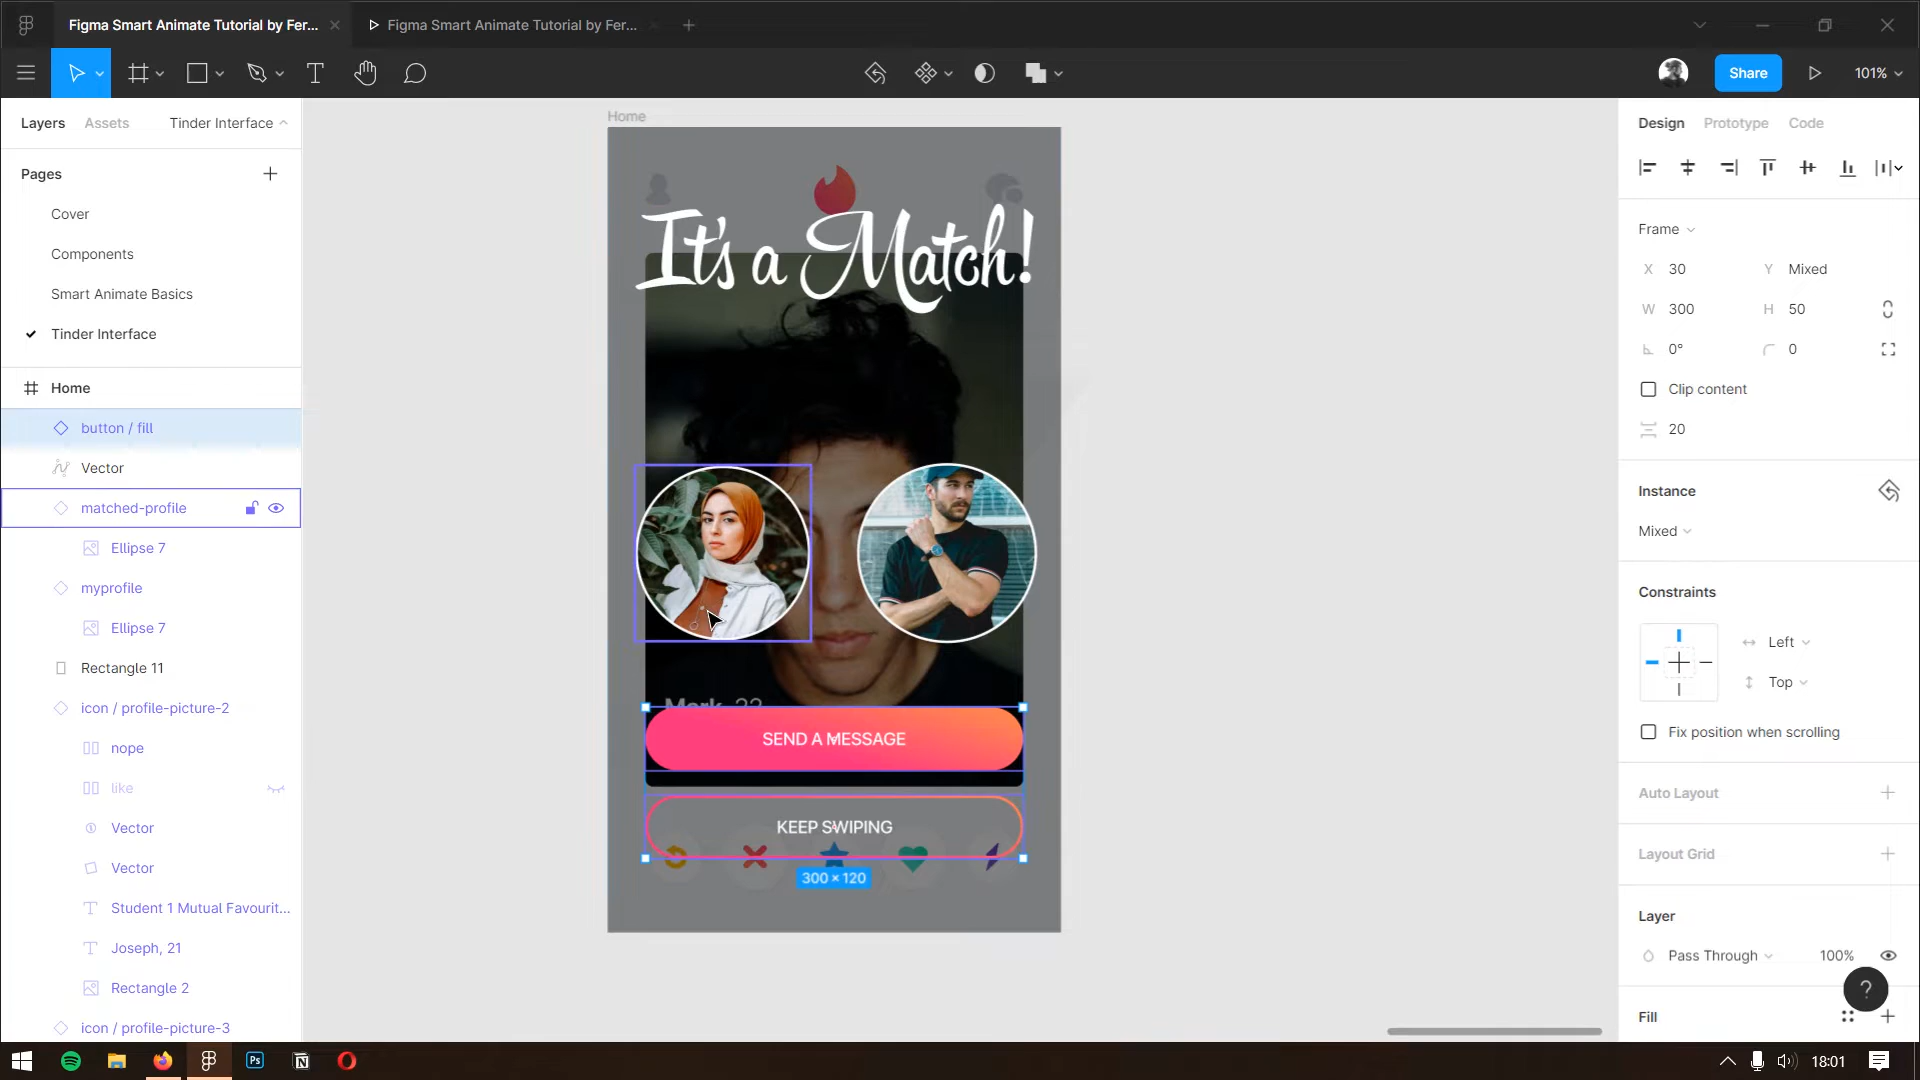 Figma Smart Animate Tutorial by Fer...
Figma Smart Animate Tutorial by Fer...
Share
101%
Layers
Assets
Tinder Interface
Pages
Cover
Components
Smart Animate Basics
Tinder Interface
Home
button / fill
Vector
matched-profile
Ellipse 7
myprofile
Ellipse 7
Rectangle 11
icon / profile-picture-2
nope
like
Vector
Vector
Student 1 Mutual Favourit...
Joseph, 21
Rectangle 2
icon / profile-picture-3
Home
It's a Match!
SEND A MESSAGE
KEEP SWIPING
300 × 120
Design
Prototype
Code
Frame
X 30
Y Mixed
W 300
H 50
0°
0
Clip content
20
Instance
Mixed
Constraints
Left
Top
Fix position when scrolling
Auto Layout
Layout Grid
Layer
Pass Through
100%
?
Fill
Ps
18:01